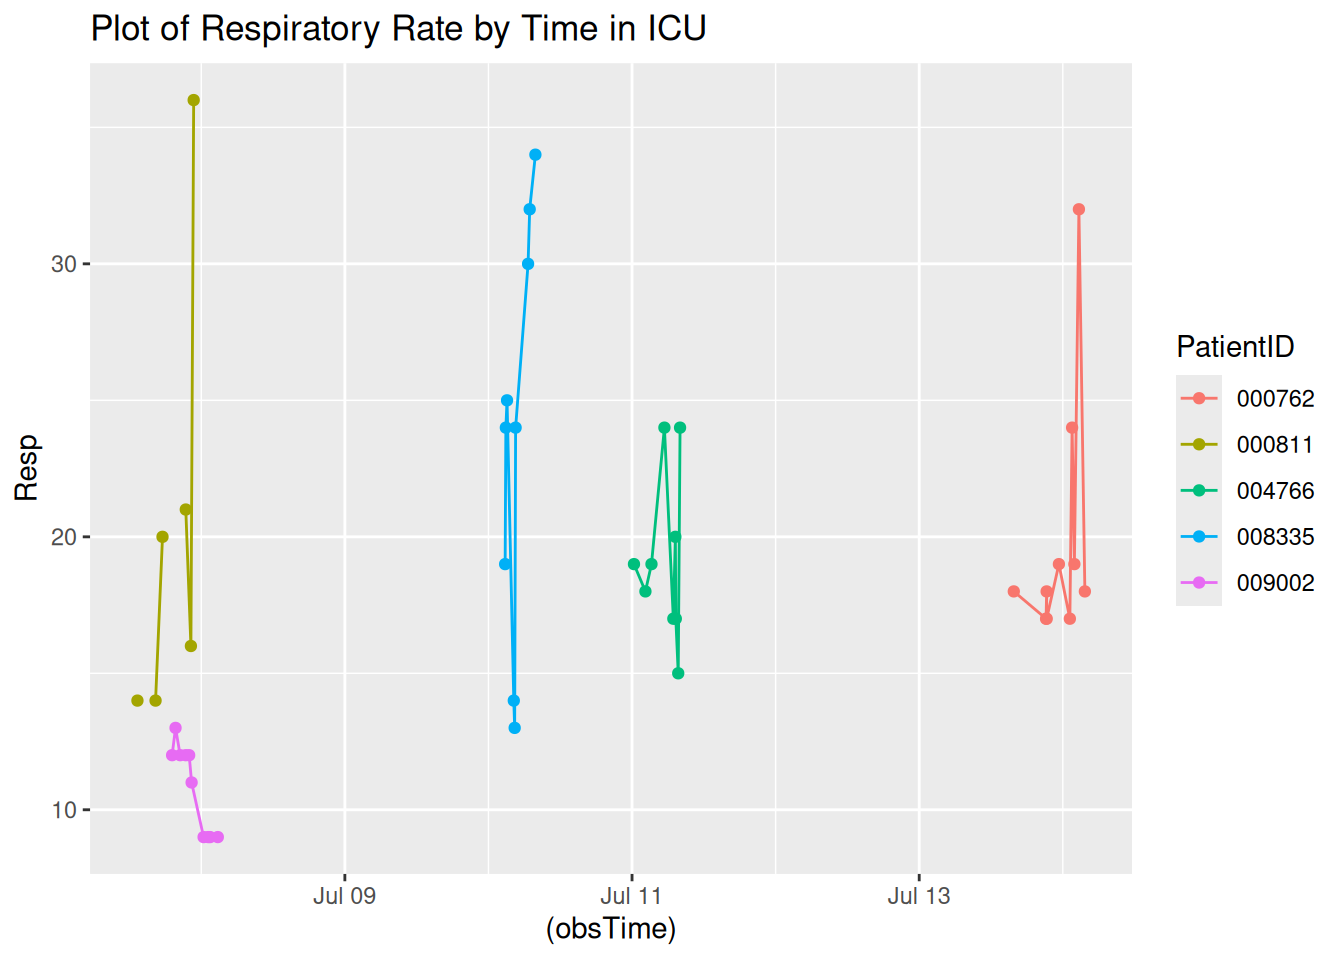 Plot of Respiratory Rate by Time in ICU
Resp
30
20
10
Jul 09
Jul 11
Jul 13
(obsTime)
PatientID
000762
000811
004766
008335
009002